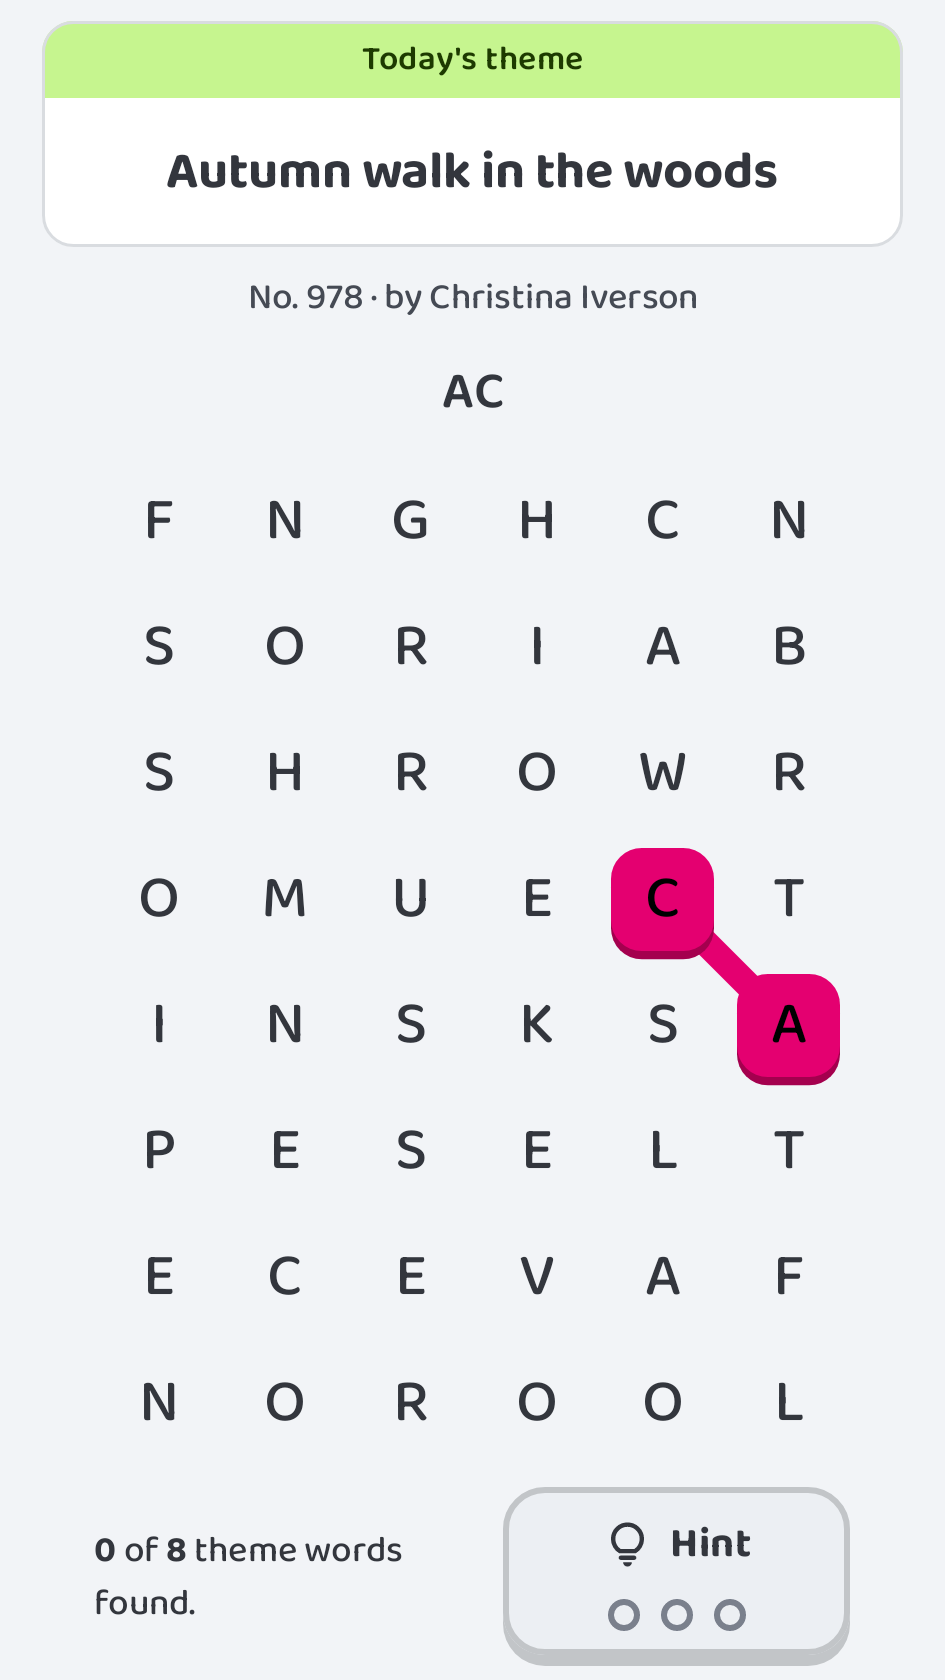 Today's theme
Autumn walk in the woods
No. 978 · by Christina Iverson
AC
F N G H C N
S O R I A B
S H R O W R
O M U E C T
I N S K S A
P E S E L T
E C E V A F
N O R O O L
0 of 8 theme words
found.
Hint